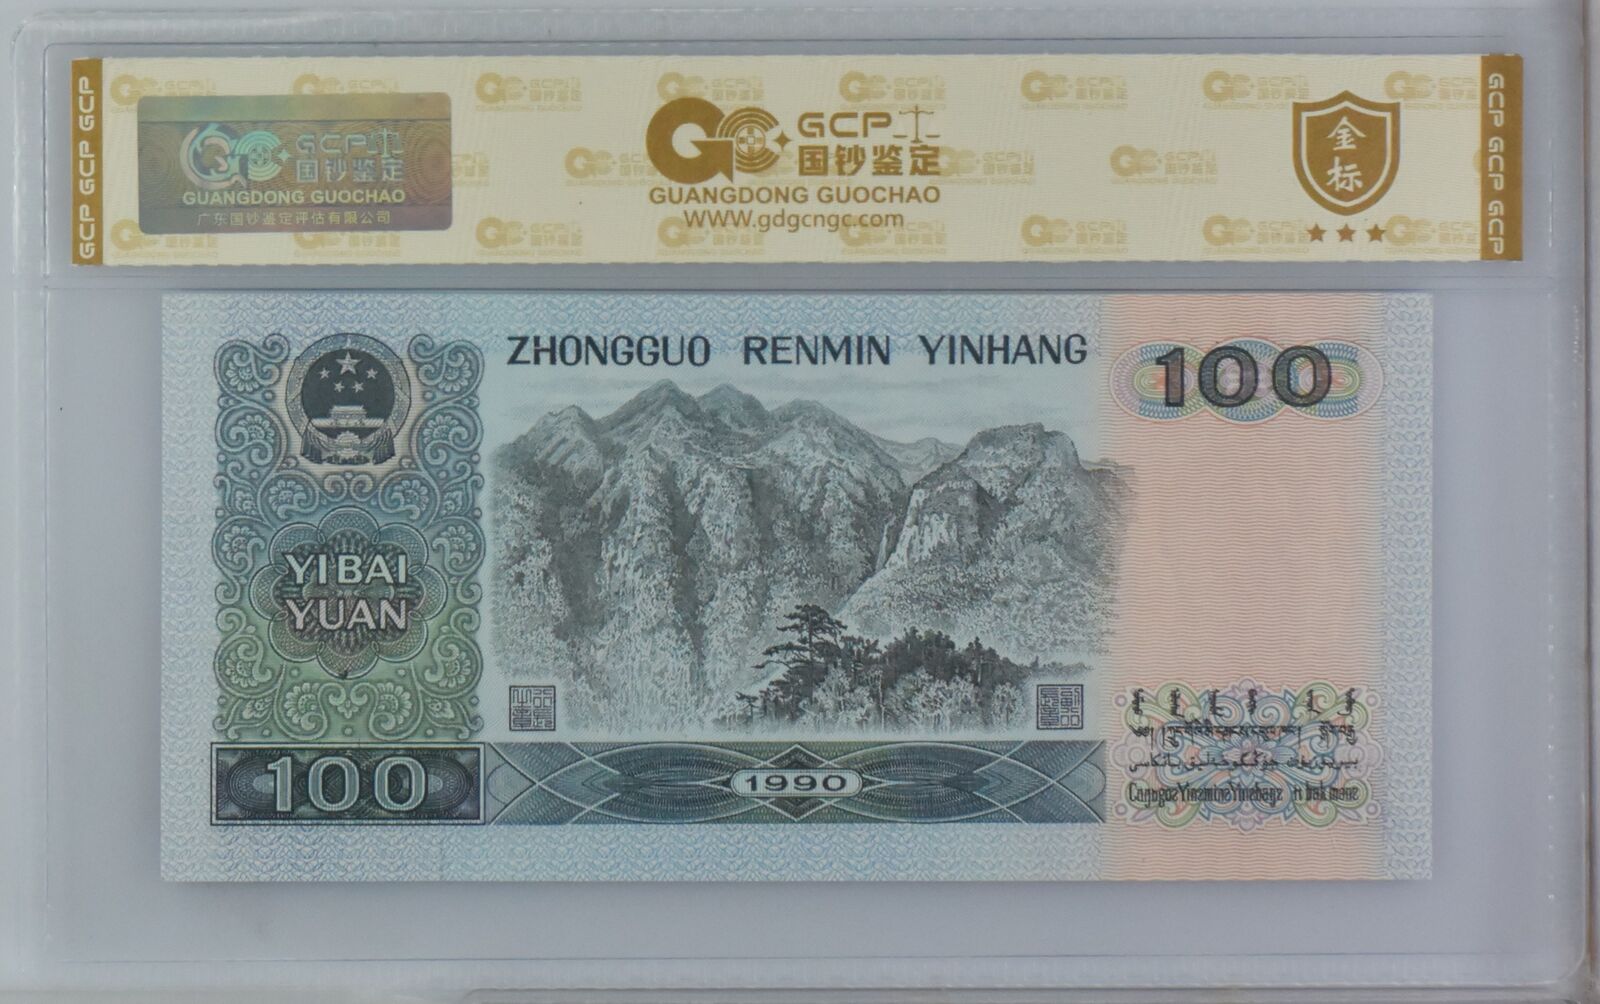 GCP GCP GCP
GCP
国钞鉴定
GUANGDONG GUOCHAO
广东国钞鉴定评估有限公司
GCP
国钞鉴定
GUANGDONG GUOCHAO
WWW.gdgcngc.com
金
标
GCP GCP GCP
ZHONGGUO RENMIN YINHANG
100
YI BAI
YUAN
100
1990